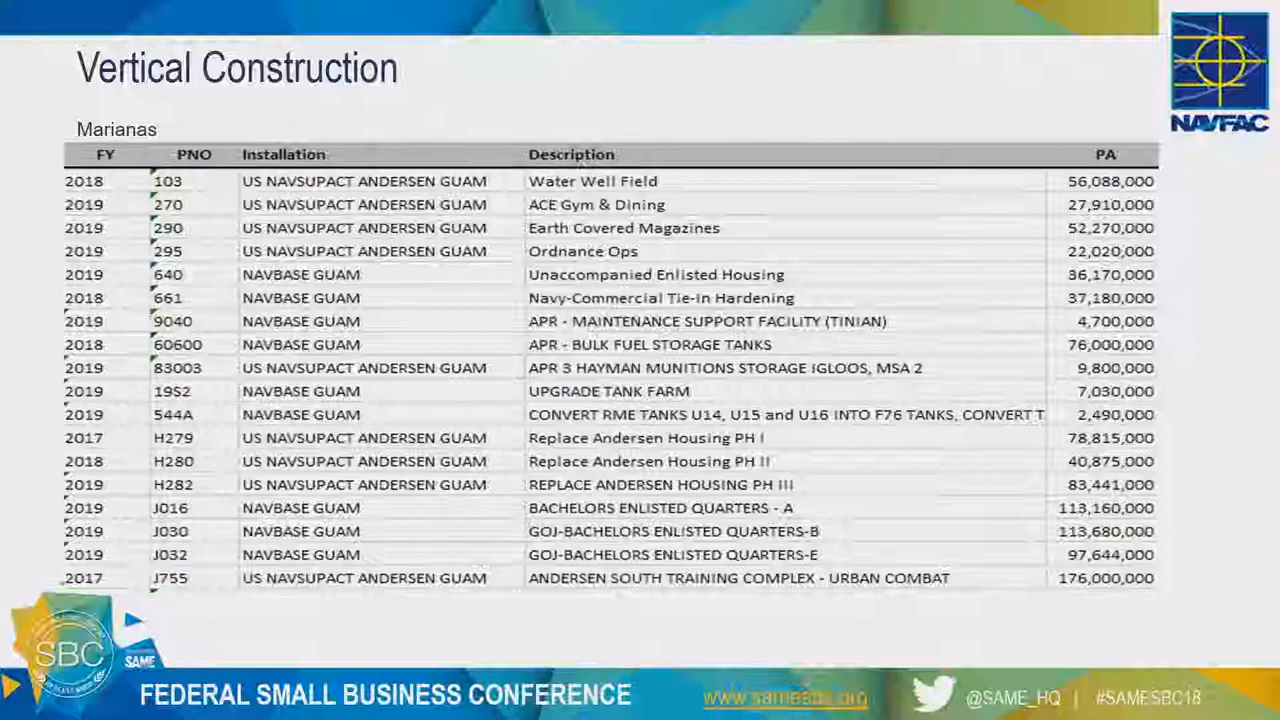 Vertical Construction
NAVFAC
Marianas
FY PNO Installation Description PA
2018 103 US NAVSUPACT ANDERSEN GUAM Water Well Field 56,088,000
2019 270 US NAVSUPACT ANDERSEN GUAM ACE Gym & Dining 27,910,000
2019 290 US NAVSUPACT ANDERSEN GUAM Earth Covered Magazines 52,270,000
2019 295 US NAVSUPACT ANDERSEN GUAM Ordnance Ops 22,020,000
2019 640 NAVBASE GUAM Unaccompanied Enlisted Housing 36,170,000
2018 661 NAVBASE GUAM Navy-Commercial Tie-In Hardening 37,180,000
2019 9040 NAVBASE GUAM APR - MAINTENANCE SUPPORT FACILITY (TINIAN) 4,700,000
2018 60600 NAVBASE GUAM APR - BULK FUEL STORAGE TANKS 76,000,000
2019 83003 US NAVSUPACT ANDERSEN GUAM APR 3 HAYMAN MUNITIONS STORAGE IGLOOS, MSA 2 9,800,000
2019 19S2 NAVBASE GUAM UPGRADE TANK FARM 7,030,000
2019 544A NAVBASE GUAM CONVERT RME TANKS U14, U15 and U16 INTO F76 TANKS, CONVERT T 2,490,000
2017 H279 US NAVSUPACT ANDERSEN GUAM Replace Andersen Housing PH I 78,815,000
2018 H280 US NAVSUPACT ANDERSEN GUAM Replace Andersen Housing PH II 40,875,000
2019 H282 US NAVSUPACT ANDERSEN GUAM REPLACE ANDERSEN HOUSING PH III 83,441,000
2019 J016 NAVBASE GUAM BACHELORS ENLISTED QUARTERS - A 113,160,000
2019 J030 NAVBASE GUAM GOJ-BACHELORS ENLISTED QUARTERS-B 113,680,000
2019 J032 NAVBASE GUAM GOJ-BACHELORS ENLISTED QUARTERS-E 97,644,000
2017 J755 US NAVSUPACT ANDERSEN GUAM ANDERSEN SOUTH TRAINING COMPLEX - URBAN COMBAT 176,000,000
SBC
SAME
FEDERAL SMALL BUSINESS CONFERENCE www.samesbc.org @SAME_HQ | #SAMESBC18